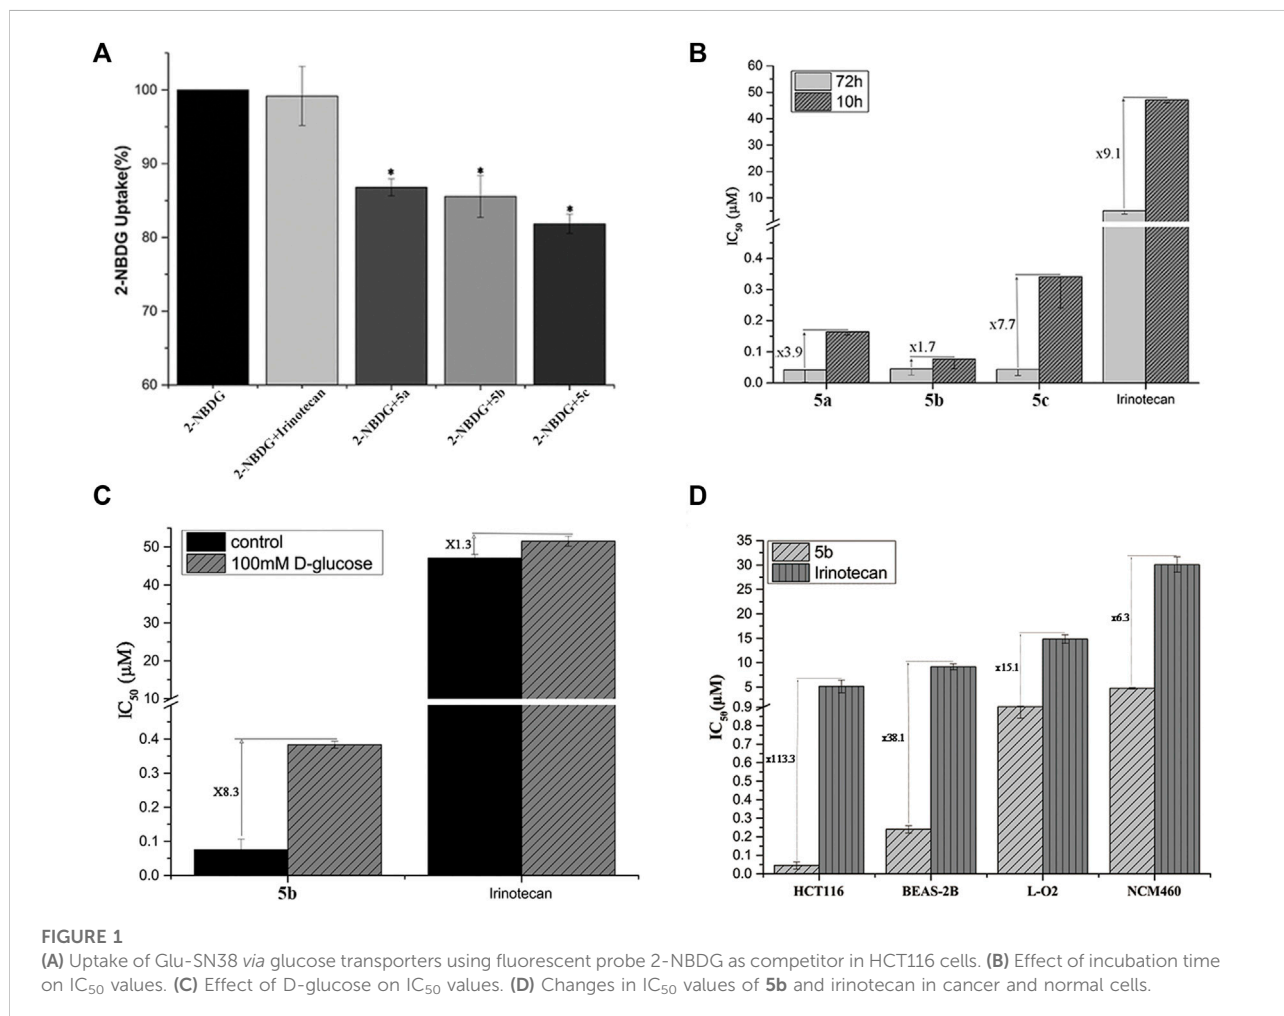 A
2-NBDG Uptake(%)
100
90
80
70
60
*
*
*
2-NBDG
2-NBDG+Irinotecan
2-NBDG+5a
2-NBDG+5b
2-NBDG+5c
B
IC50 (μM)
60
50
40
30
20
10
0.4
0.3
0.2
0.1
0.0
72h
10h
x3.9
x1.7
x7.7
x9.1
5a
5b
5c
Irinotecan
C
IC50 (μM)
50
40
30
20
10
0.4
0.3
0.2
0.1
0.0
control
100mM D-glucose
X8.3
X1.3
5b
Irinotecan
D
IC50(μM)
35
30
25
20
15
10
5
0.9
0.8
0.7
0.6
0.5
0.4
0.3
0.2
0.1
0.0
5b
Irinotecan
x113.3
x38.1
x15.1
x6.3
HCT116
BEAS-2B
L-O2
NCM460
FIGURE 1
(A) Uptake of Glu-SN38 via glucose transporters using fluorescent probe 2-NBDG as competitor in HCT116 cells. (B) Effect of incubation time
on IC50 values. (C) Effect of D-glucose on IC50 values. (D) Changes in IC50 values of 5b and irinotecan in cancer and normal cells.